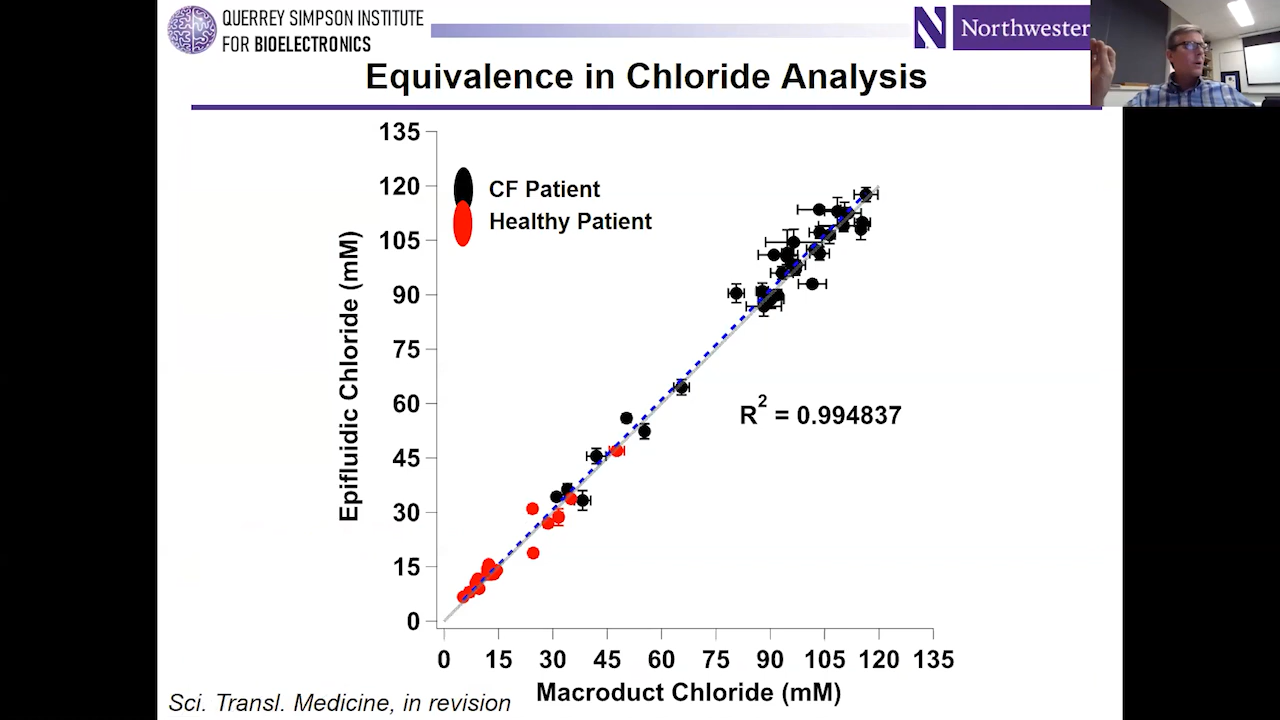 QUERREY SIMPSON INSTITUTE
FOR BIOELECTRONICS
N Northwester
Equivalence in Chloride Analysis
135
120
105
90
75
60
45
30
15
0
Epifluidic Chloride (mM)
CF Patient
Healthy Patient
R² = 0.994837
0 15 30 45 60 75 90 105 120 135
Macroduct Chloride (mM)
Sci. Transl. Medicine, in revision